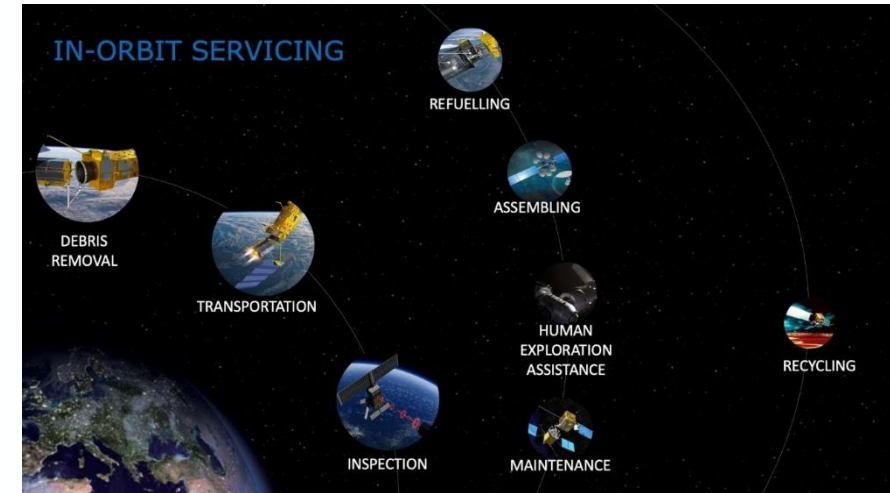 IN-ORBIT SERVICING
REFUELLING
ASSEMBLING
DEBRIS
REMOVAL
TRANSPORTATION
HUMAN
EXPLORATION
ASSISTANCE
RECYCLING
INSPECTION
MAINTENANCE